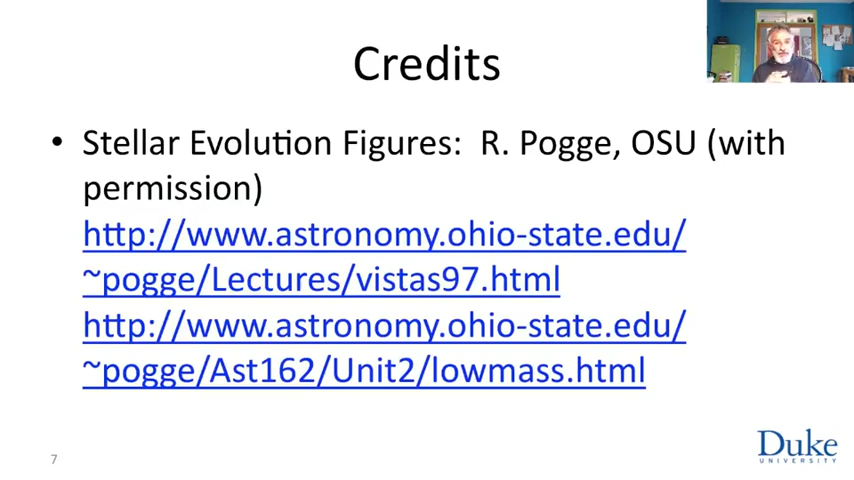 Credits
• Stellar Evolution Figures:  R. Pogge, OSU (with
permission)
http://www.astronomy.ohio-state.edu/
~pogge/Lectures/vistas97.html
http://www.astronomy.ohio-state.edu/
~pogge/Ast162/Unit2/lowmass.html
7
Duke
UNIVERSITY